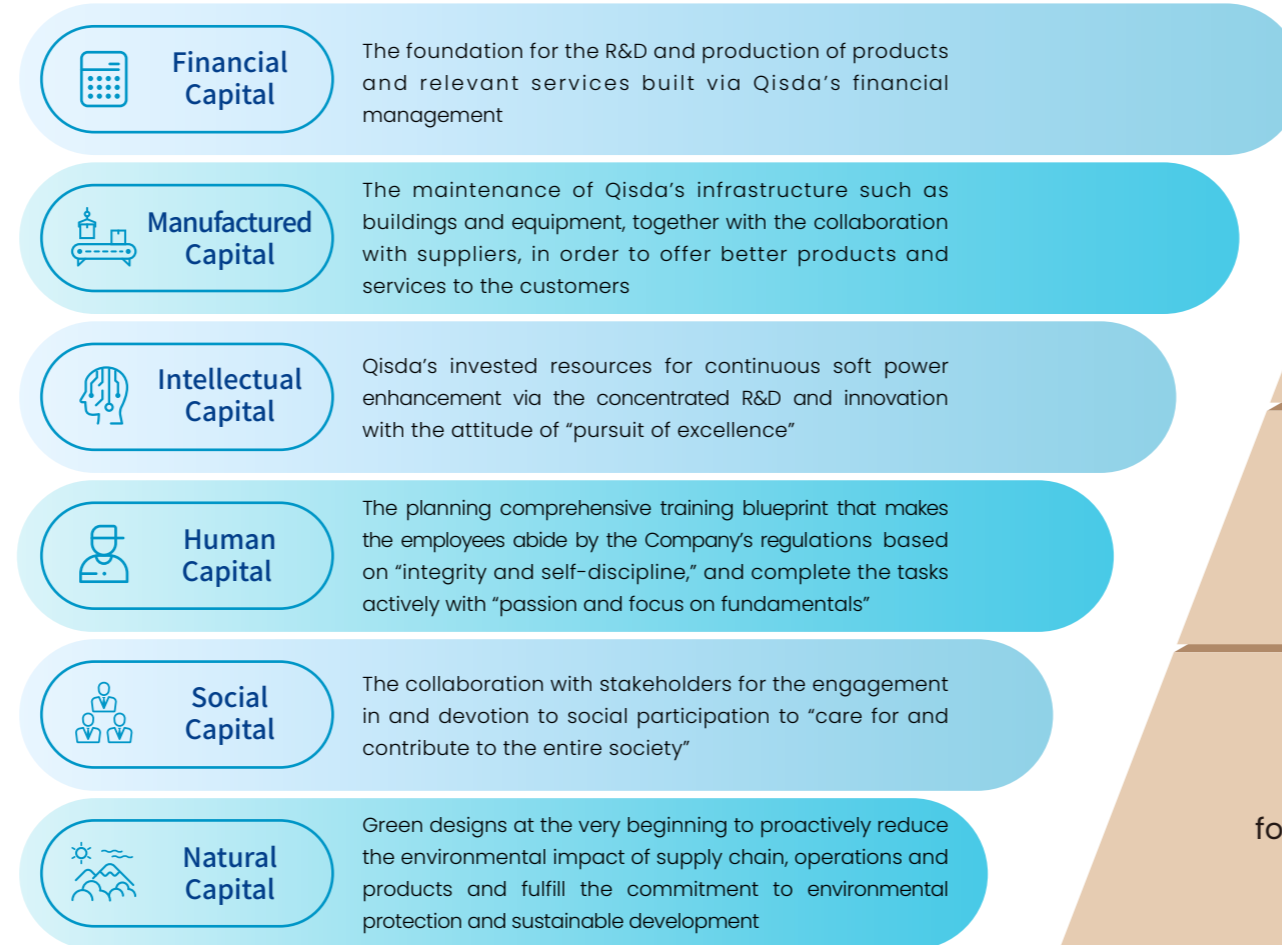 Financial
Capital
The foundation for the R&D and production of products
and relevant services built via Qisda’s financial
management
Manufactured
Capital
The maintenance of Qisda’s infrastructure such as
buildings and equipment, together with the collaboration
with suppliers, in order to offer better products and
services to the customers
Intellectual
Capital
Qisda’s invested resources for continuous soft power
enhancement via the concentrated R&D and innovation
with the attitude of “pursuit of excellence”
Human
Capital
The planning comprehensive training blueprint that makes
the employees abide by the Company’s regulations based
on “integrity and self-discipline,” and complete the tasks
actively with “passion and focus on fundamentals”
Social
Capital
The collaboration with stakeholders for the engagement
in and devotion to social participation to “care for and
contribute to the entire society”
Natural
Capital
Green designs at the very beginning to proactively reduce
the environmental impact of supply chain, operations and
products and fulfill the commitment to environmental
protection and sustainable development